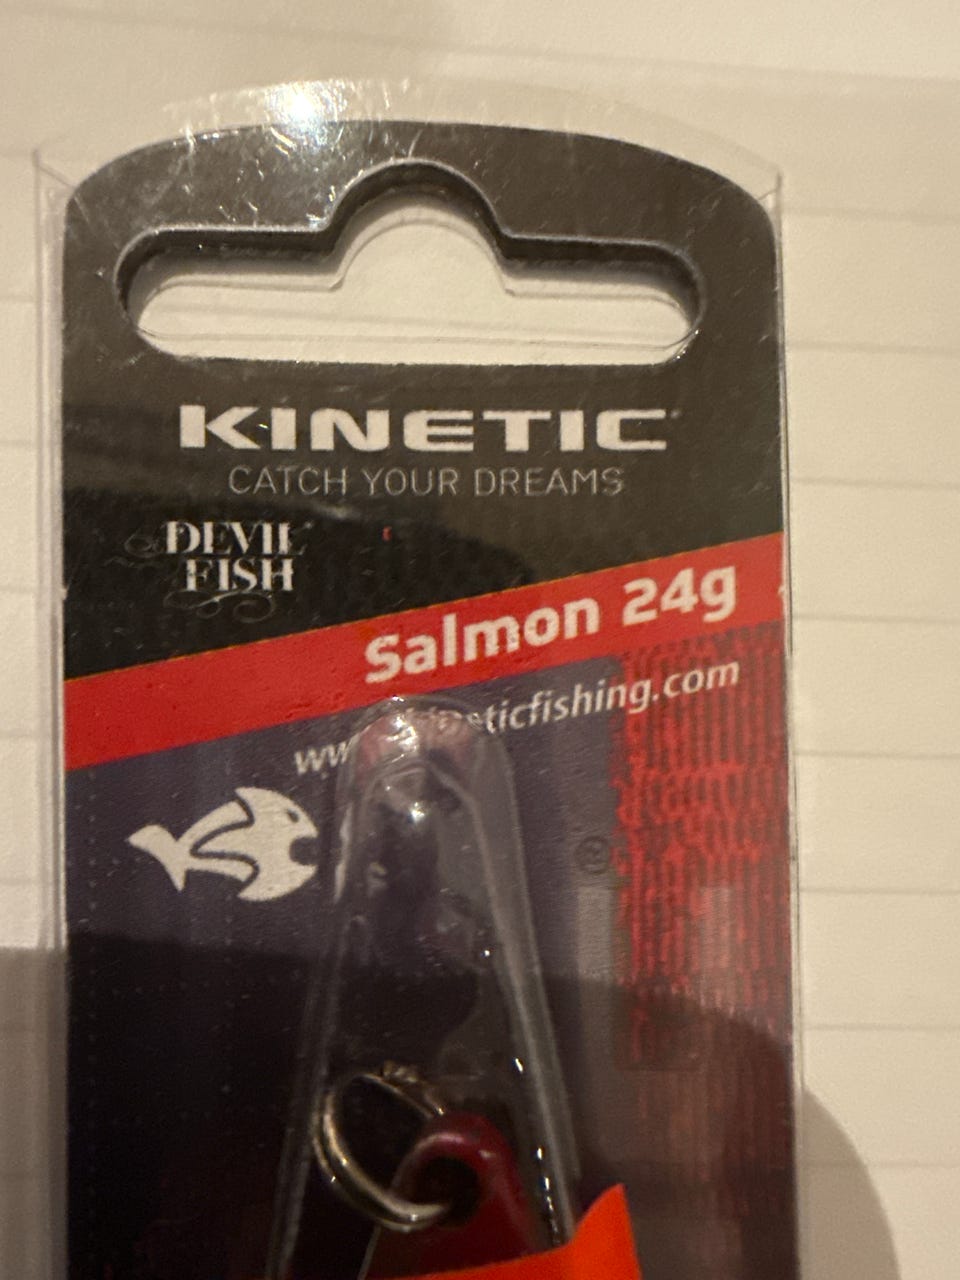 KINETIC
CATCH YOUR DREAMS
DEVIL
FISH
Salmon 24g
®